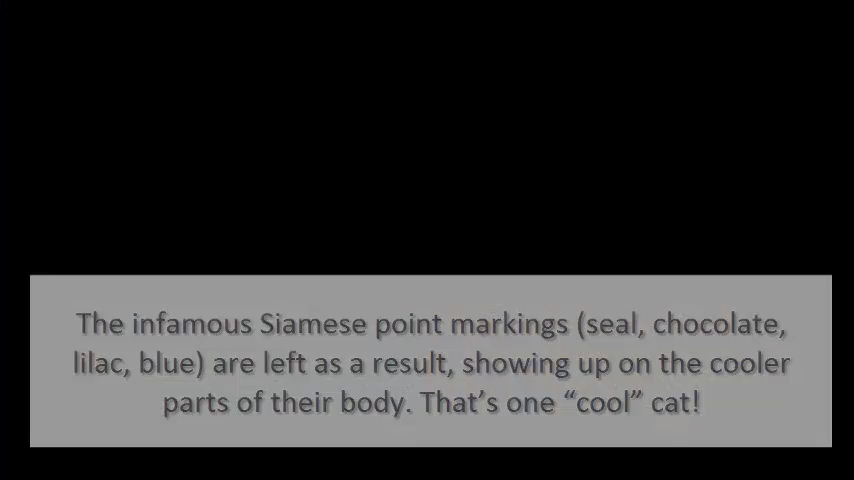 The infamous Siamese point markings (seal, chocolate,
lilac, blue) are left as a result, showing up on the cooler
parts of their body. That’s one “cool” cat!